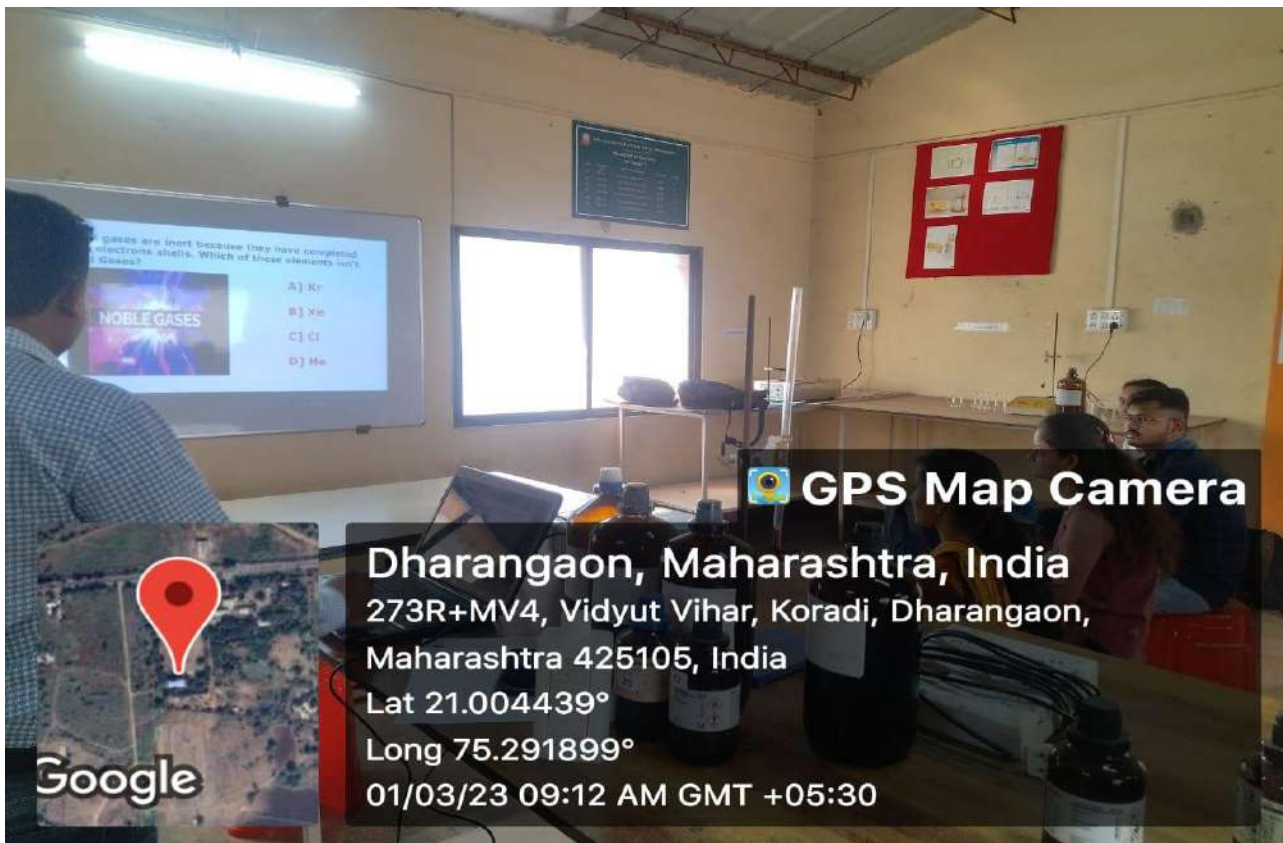 gases are inert because they have completed
electrons shells. Which of these elements isn't
Gases?
A] Kr
B] Xe
C] Cl
D] He
NOBLE GASES
GPS Map Camera
Dharangaon, Maharashtra, India
273R+MV4, Vidyut Vihar, Koradi, Dharangaon,
Maharashtra 425105, India
Lat 21.004439°
Long 75.291899°
01/03/23 09:12 AM GMT +05:30
Google